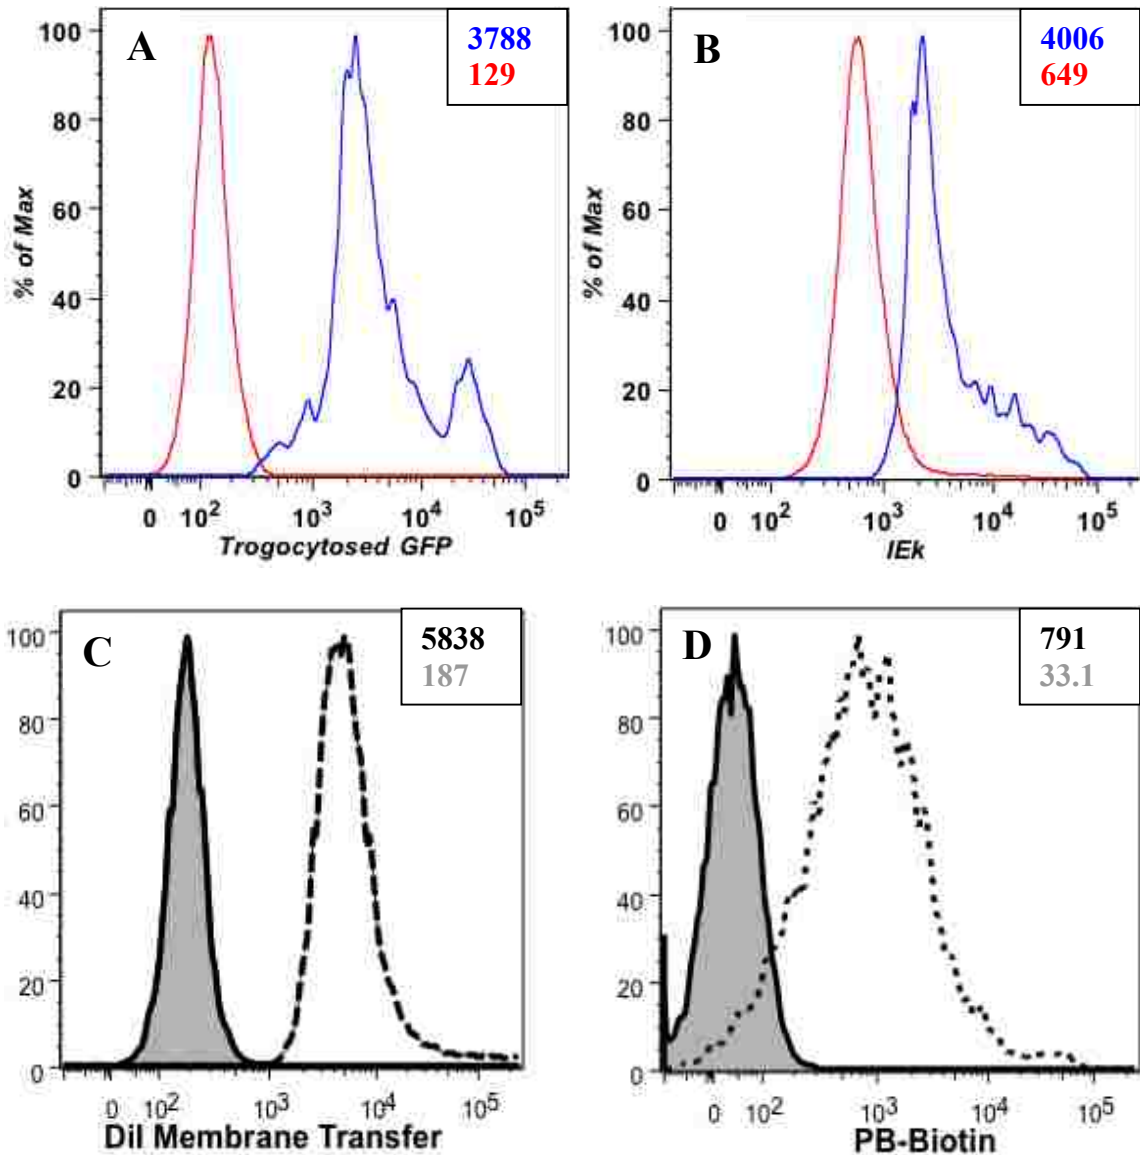 A
3788
129
100
80
60
40
20
0
% of Max
0 10² 10³ 10⁴ 10⁵
Trogocytosed GFP
B
4006
649
100
80
60
40
20
0
% of Max
0 10² 10³ 10⁴ 10⁵
IEk
C
5838
187
100
80
60
40
20
0
0 10² 10³ 10⁴ 10⁵
Dil Membrane Transfer
D
791
33.1
100
80
60
40
20
0
0 10² 10³ 10⁴ 10⁵
PB-Biotin